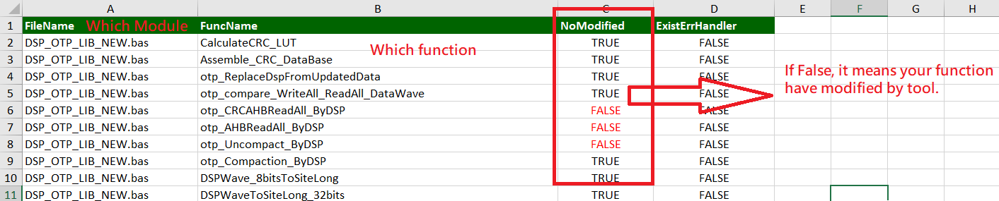 A B C D E F G H
1 FileName Which Module FuncName NoModified ExistErrHandler
2 DSP_OTP_LIB_NEW.bas CalculateCRC_LUT TRUE FALSE
Which function
3 DSP_OTP_LIB_NEW.bas Assemble_CRC_DataBase TRUE FALSE
4 DSP_OTP_LIB_NEW.bas otp_ReplaceDspFromUpdatedData TRUE FALSE
If False, it means your function
have modified by tool.
5 DSP_OTP_LIB_NEW.bas otp_compare_WriteAll_ReadAll_DataWave TRUE FALSE
6 DSP_OTP_LIB_NEW.bas otp_CRCAHBReadAll_ByDSP FALSE FALSE
7 DSP_OTP_LIB_NEW.bas otp_AHBReadAll_ByDSP FALSE FALSE
8 DSP_OTP_LIB_NEW.bas otp_Uncompact_ByDSP FALSE FALSE
9 DSP_OTP_LIB_NEW.bas otp_Compaction_ByDSP TRUE FALSE
10 DSP_OTP_LIB_NEW.bas DSPWave_8bitsToSiteLong TRUE FALSE
11 DSP_OTP_LIB_NEW.bas DSPWaveToSiteLong_32bits TRUE FALSE